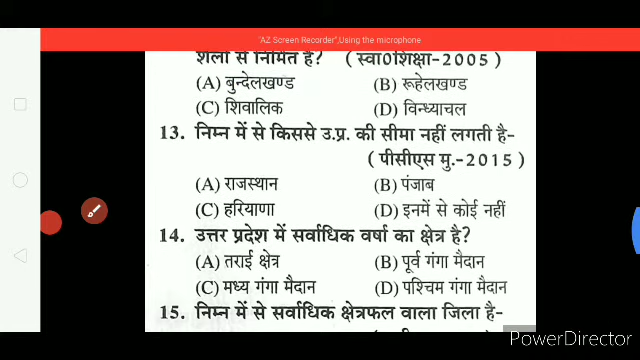 "AZ Screen Recorder",Using the microphone
शैलों से निर्मित है? (स्वा0शिक्षा-2005)
(A) बुन्देलखण्ड (B) रूहेलखण्ड
(C) शिवालिक (D) विन्ध्याचल
13. निम्न में से किससे उ.प्र. की सीमा नहीं लगती है-
(पीसीएस मु.-2015)
(A) राजस्थान (B) पंजाब
(C) हरियाणा (D) इनमें से कोई नहीं
14. उत्तर प्रदेश में सर्वाधिक वर्षा का क्षेत्र है?
(A) तराई क्षेत्र (B) पूर्व गंगा मैदान
(C) मध्य गंगा मैदान (D) पश्चिम गंगा मैदान
15. निम्न में से सर्वाधिक क्षेत्रफल वाला जिला है-
PowerDirector